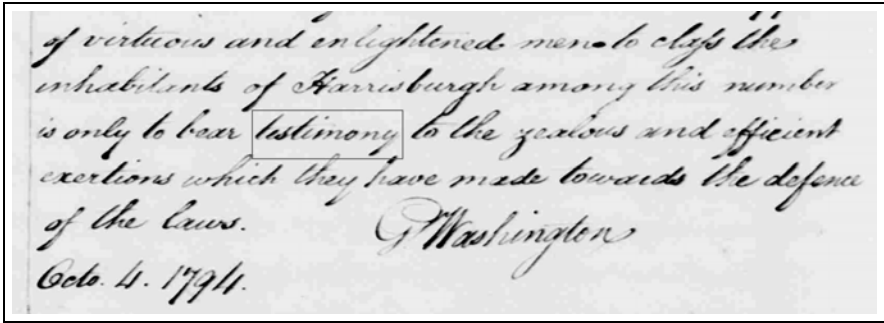 of virtuous and enlightened men. to class the
inhabitants of Harrisburgh among this number
is only to bear testimony to the zealous and efficient
exertions which they have made towards the defence
of the laws.
G Washington
Octo. 4. 1794.